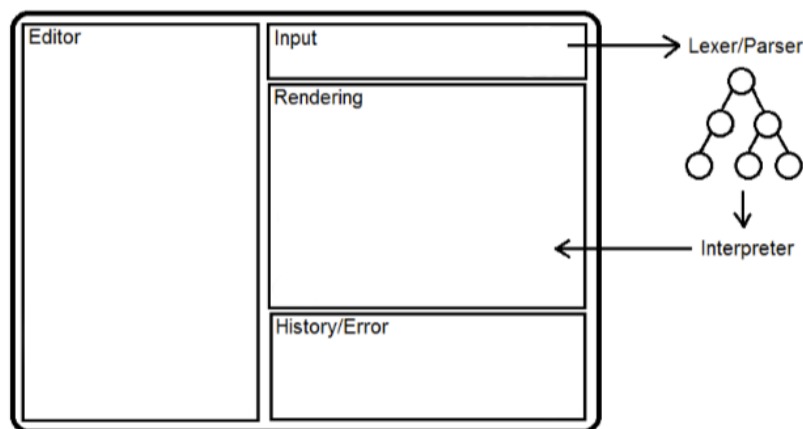 Editor
Input
Lexer/Parser
Rendering
Interpreter
History/Error